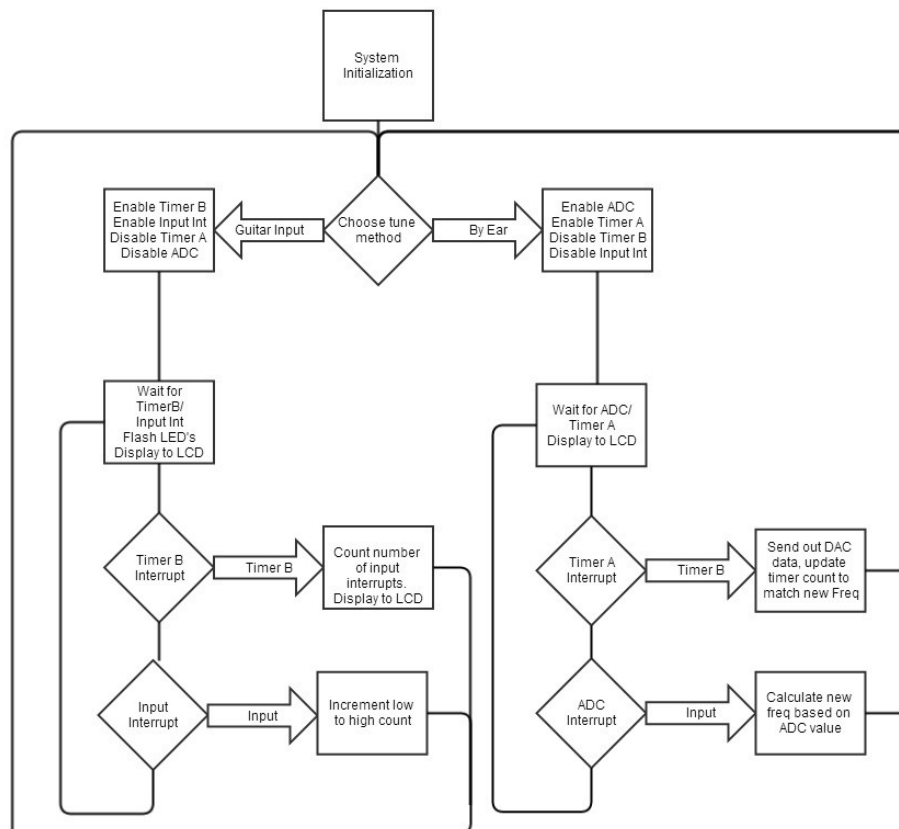 System
Initialization
Choose tune
method
Guitar Input
By Ear
Enable Timer B
Enable Input Int
Disable Timer A
Disable ADC
Enable ADC
Enable Timer A
Disable Timer B
Disable Input Int
Wait for
TimerB/
Input Int
Flash LED's
Display to LCD
Wait for ADC/
Timer A
Display to LCD
Timer B
Interrupt
Timer B
Count number
of input
interrupts.
Display to LCD
Timer A
Interrupt
Timer B
Send out DAC
data, update
timer count to
match new Freq
Input
Interrupt
Input
Increment low
to high count
ADC
Interrupt
Input
Calculate new
freq based on
ADC value